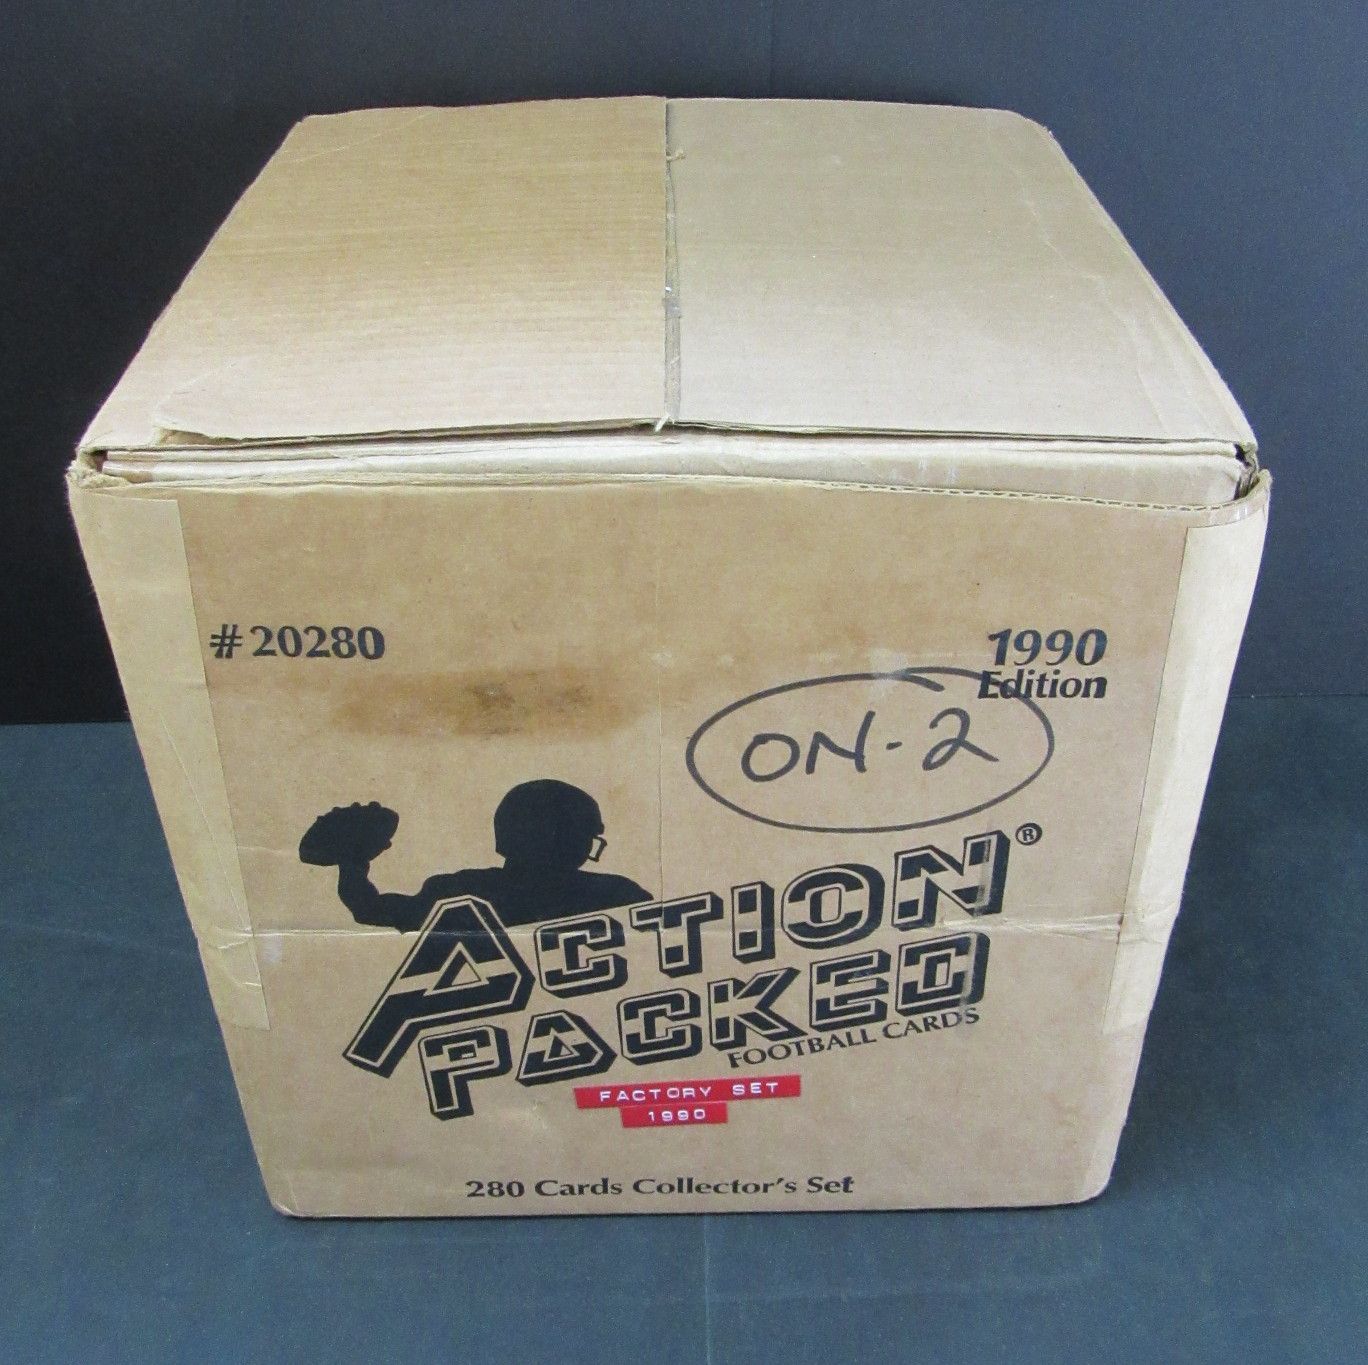 #20280
1990
Edition
ON-2
ACTION®
PACKED
FOOTBALL CARDS
FACTORY SET
1990
280 Cards Collector's Set